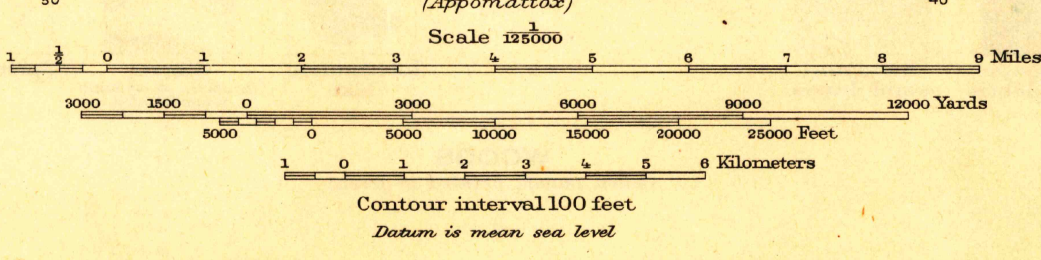 (Appomattox)
Scale 1/125000
1 ½ 0 1 2 3 4 5 6 7 8 9 Miles
3000 1500 0 3000 6000 9000 12000 Yards
5000 0 5000 10000 15000 20000 25000 Feet
1 0 1 2 3 4 5 6 Kilometers
Contour interval 100 feet
Datum is mean sea level